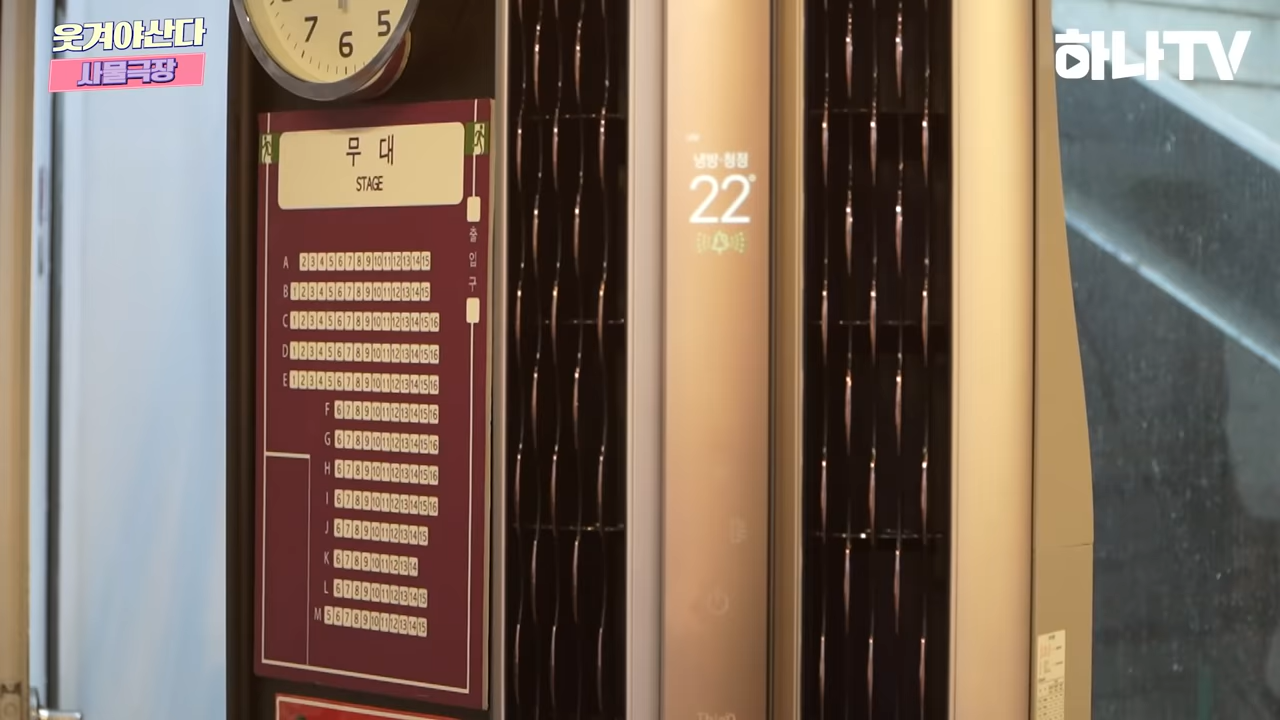 웃겨야산다
사물극장
하나TV
7 6 5
무 대
STAGE
출입구
A 2 3 4 5 6 7 8 9 10 11 12 13 14 15
B 1 2 3 4 5 6 7 8 9 10 11 12 13 14 15
C 1 2 3 4 5 6 7 8 9 10 11 12 13 14 15 16
D 1 2 3 4 5 6 7 8 9 10 11 12 13 14 15 16
E 1 2 3 4 5 6 7 8 9 10 11 12 13 14 15 16
F 6 7 8 9 10 11 12 13 14 15 16
G 6 7 8 9 10 11 12 13 14 15 16
H 6 7 8 9 10 11 12 13 14 15 16
I 6 7 8 9 10 11 12 13 14 15 16
J 6 7 8 9 10 11 12 13 14 15
K 6 7 8 9 10 11 12 13 14
L 6 7 8 9 10 11 12 13 14 15
M 5 6 7 8 9 10 11 12 13 14 15
냉방·청정
22°
ThinQ